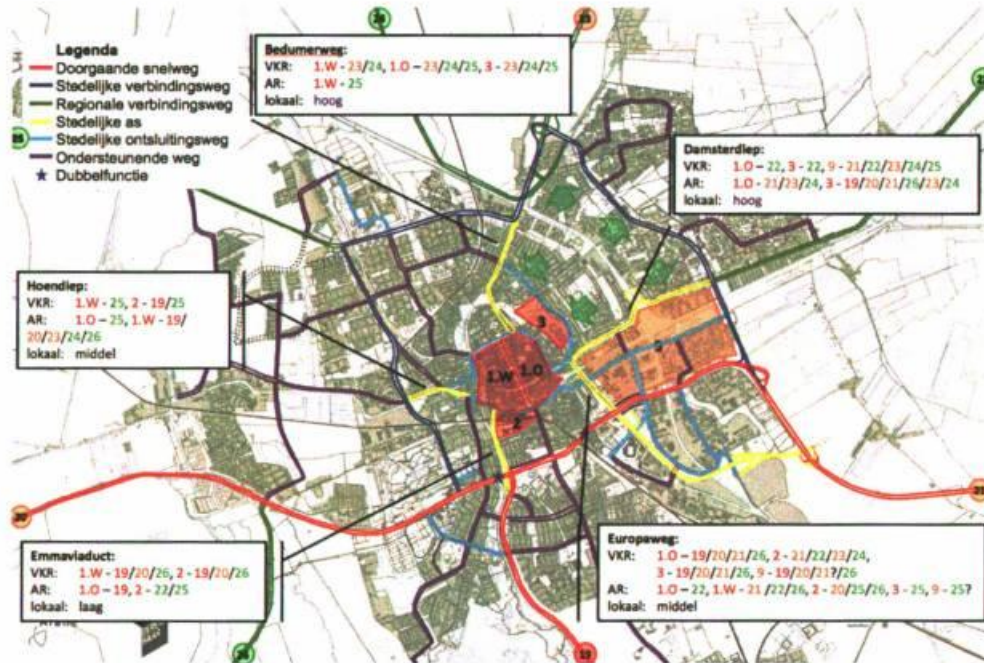 Legenda
Doorgaande snelweg
Stedelijke verbindingsweg
Regionale verbindingsweg
Stedelijke as
Stedelijke ontsluitingsweg
Ondersteunende weg
Dubbelfunctie
Bedumerweg:
VKR: 1.W - 23/24, 1.O – 23/24/25, 3 - 23/24/25
AR: 1.W - 25
lokaal: hoog
Damsterdiep:
VKR: 1.O – 22, 3 - 22, 9 - 21/22/23/24/25
AR: 1.O - 21/23/24, 3 - 19/20/21/26/23/24
lokaal: hoog
Hoendiep:
VKR: 1.W - 25, 2 - 19/25
AR: 1.O – 25, 1.W - 19/
20/23/24/26
lokaal: middel
3
1.W
1.O
2
Emmaviaduct:
VKR: 1.W - 19/20/26, 2 - 19/20/26
AR: 1.O – 19, 2 - 22/25
lokaal: laag
Europaweg:
VKR: 1.O – 19/20/21/26, 2 - 21/22/23/24,
3 - 19/20/21/26, 9 - 19/20/21?/26
AR: 1.O – 22, 1.W - 21 /22/26, 2 - 20/25/26, 3 - 25, 9 - 25?
lokaal: middel
19